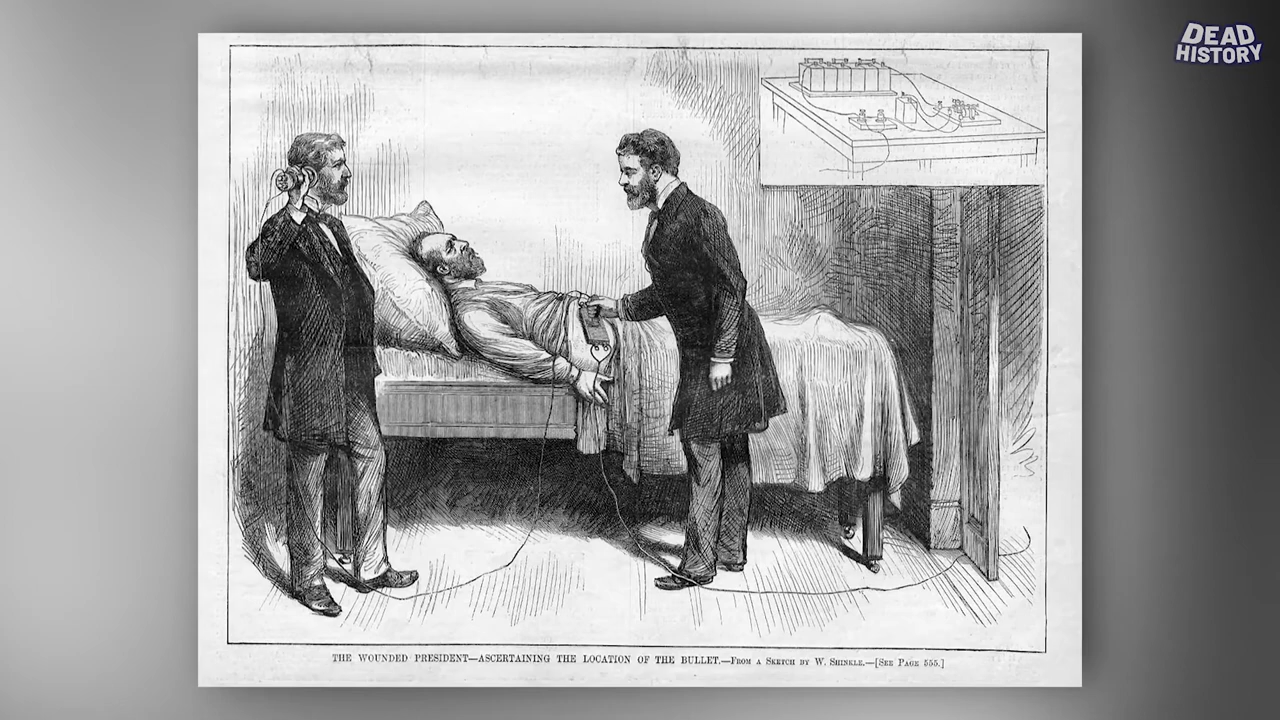 DEAD
HISTORY
THE WOUNDED PRESIDENT—ASCERTAINING THE LOCATION OF THE BULLET.—From a Sketch by W. Shinkle.—[See Page 555.]